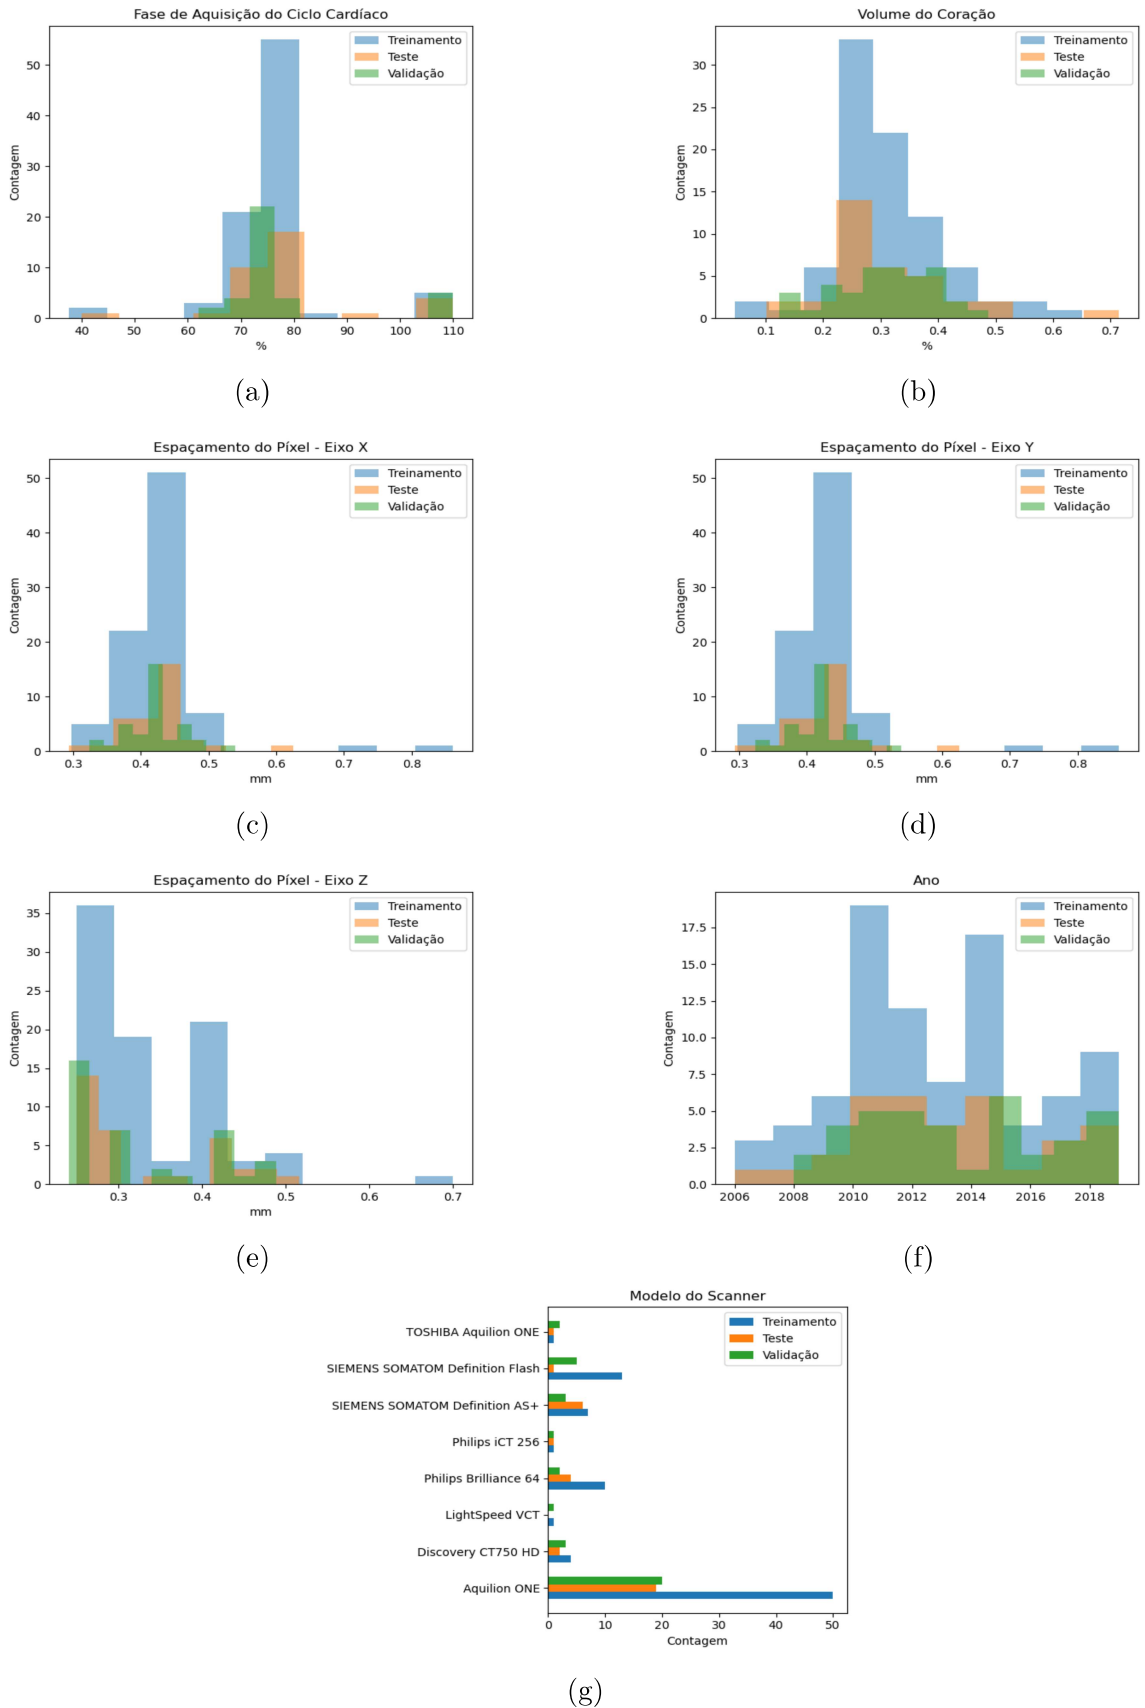 Fase de Aquisição do Ciclo Cardíaco
Treinamento
Teste
Validação
Contagem
50
40
30
20
10
0
40 50 60 70 80 90 100 110
%
(a)
Volume do Coração
Treinamento
Teste
Validação
Contagem
30
25
20
15
10
5
0
0.1 0.2 0.3 0.4 0.5 0.6 0.7
%
(b)
Espaçamento do Píxel - Eixo X
Treinamento
Teste
Validação
Contagem
50
40
30
20
10
0
0.3 0.4 0.5 0.6 0.7 0.8
mm
(c)
Espaçamento do Píxel - Eixo Y
Treinamento
Teste
Validação
Contagem
50
40
30
20
10
0
0.3 0.4 0.5 0.6 0.7 0.8
mm
(d)
Espaçamento do Píxel - Eixo Z
Treinamento
Teste
Validação
Contagem
35
30
25
20
15
10
5
0
0.3 0.4 0.5 0.6 0.7
mm
(e)
Ano
Treinamento
Teste
Validação
Contagem
17.5
15.0
12.5
10.0
7.5
5.0
2.5
0.0
2006 2008 2010 2012 2014 2016 2018
(f)
Modelo do Scanner
Treinamento
Teste
Validação
TOSHIBA Aquilion ONE
SIEMENS SOMATOM Definition Flash
SIEMENS SOMATOM Definition AS+
Philips iCT 256
Philips Brilliance 64
LightSpeed VCT
Discovery CT750 HD
Aquilion ONE
0 10 20 30 40 50
Contagem
(g)